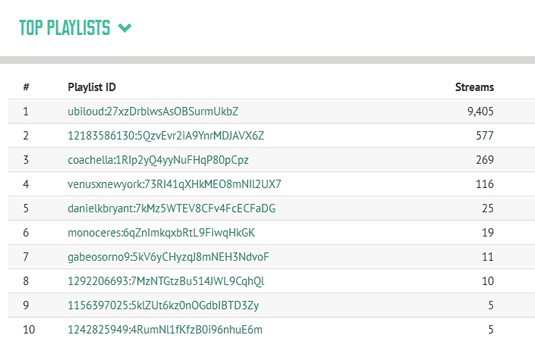 TOP PLAYLISTS
# Playlist ID Streams
1 ubiloud:27xzDrblwsAsOBSurmUkbZ 9,405
2 12183586130:5QzvEvr2iA9YnrMDJAVX6Z 577
3 coachella:1RIp2yQ4yyNuFHqP80pCpz 269
4 venusxnewyork:73RI41qXHkMEO8mNIl2UX7 116
5 danielkbryant:7kMz5WTEV8CFv4FcECFaDG 25
6 monoceres:6qZnImkqxbRtL9FiwqHkGK 19
7 gabeosorno9:5kV6yCHyzqJ8mNEH3NdvoF 11
8 1292206693:7MzNTGtzBu514JWL9CqhQl 10
9 1156397025:5klZUt6kz0nOGdbIBTD3Zy 5
10 1242825949:4RumNl1fKfzB0i96nhuE6m 5